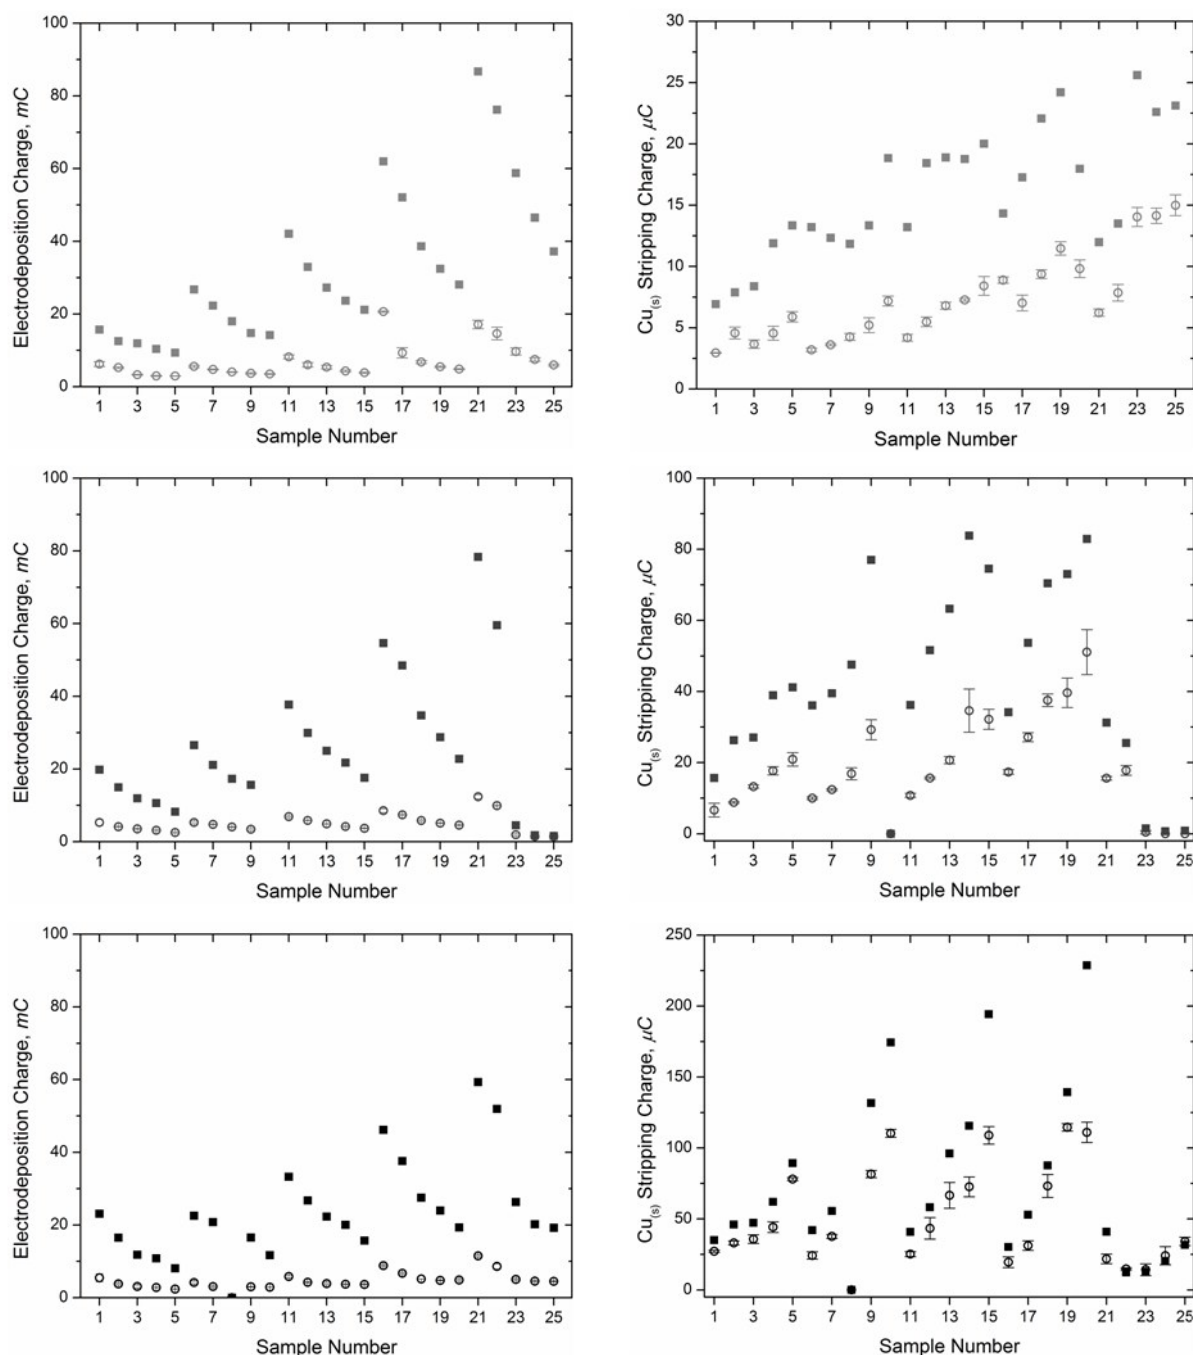 Electrodeposition Charge, mC
100
80
60
40
20
0
1 3 5 7 9 11 13 15 17 19 21 23 25
Sample Number
Cu(s) Stripping Charge, μC
30
25
20
15
10
5
0
1 3 5 7 9 11 13 15 17 19 21 23 25
Sample Number
Electrodeposition Charge, mC
100
80
60
40
20
0
1 3 5 7 9 11 13 15 17 19 21 23 25
Sample Number
Cu(s) Stripping Charge, μC
100
80
60
40
20
0
1 3 5 7 9 11 13 15 17 19 21 23 25
Sample Number
Electrodeposition Charge, mC
100
80
60
40
20
0
1 3 5 7 9 11 13 15 17 19 21 23 25
Sample Number
Cu(s) Stripping Charge, μC
250
200
150
100
50
0
1 3 5 7 9 11 13 15 17 19 21 23 25
Sample Number